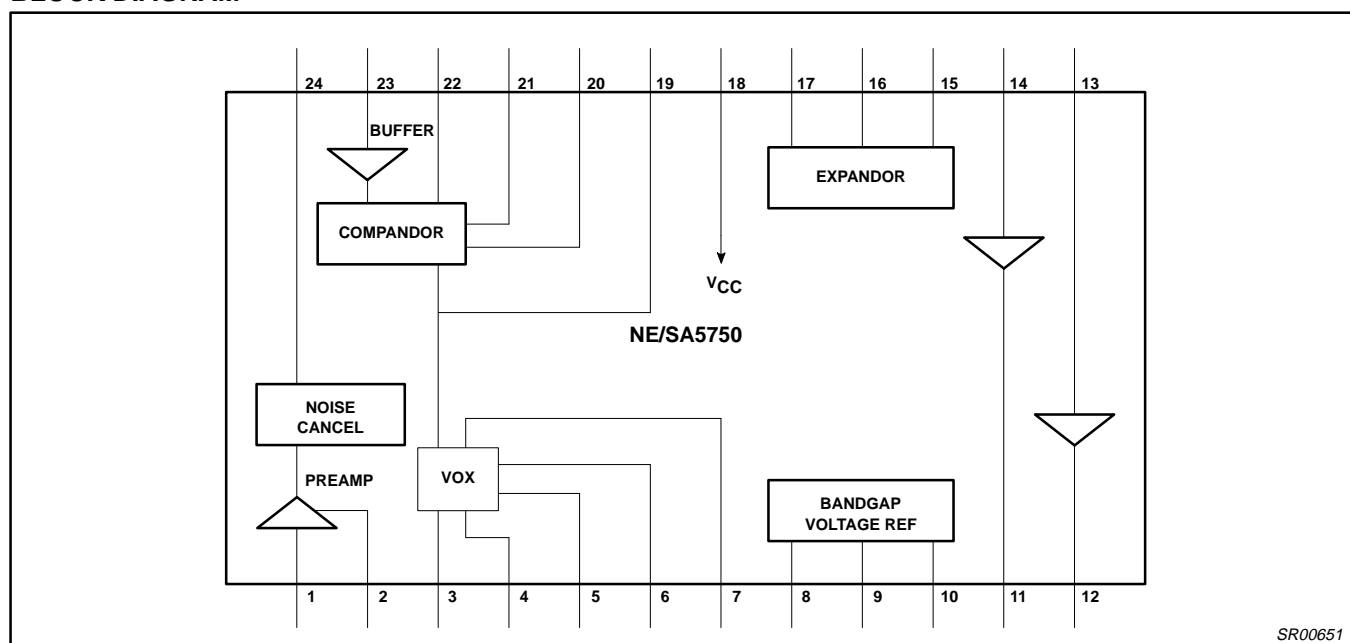 24 23 22 21 20 19 18 17 16 15 14 13
BUFFER
EXPANDOR
COMPANDOR
VCC
NE/SA5750
NOISE
CANCEL
PREAMP
VOX
BANDGAP
VOLTAGE REF
1 2 3 4 5 6 7 8 9 10 11 12
SR00651